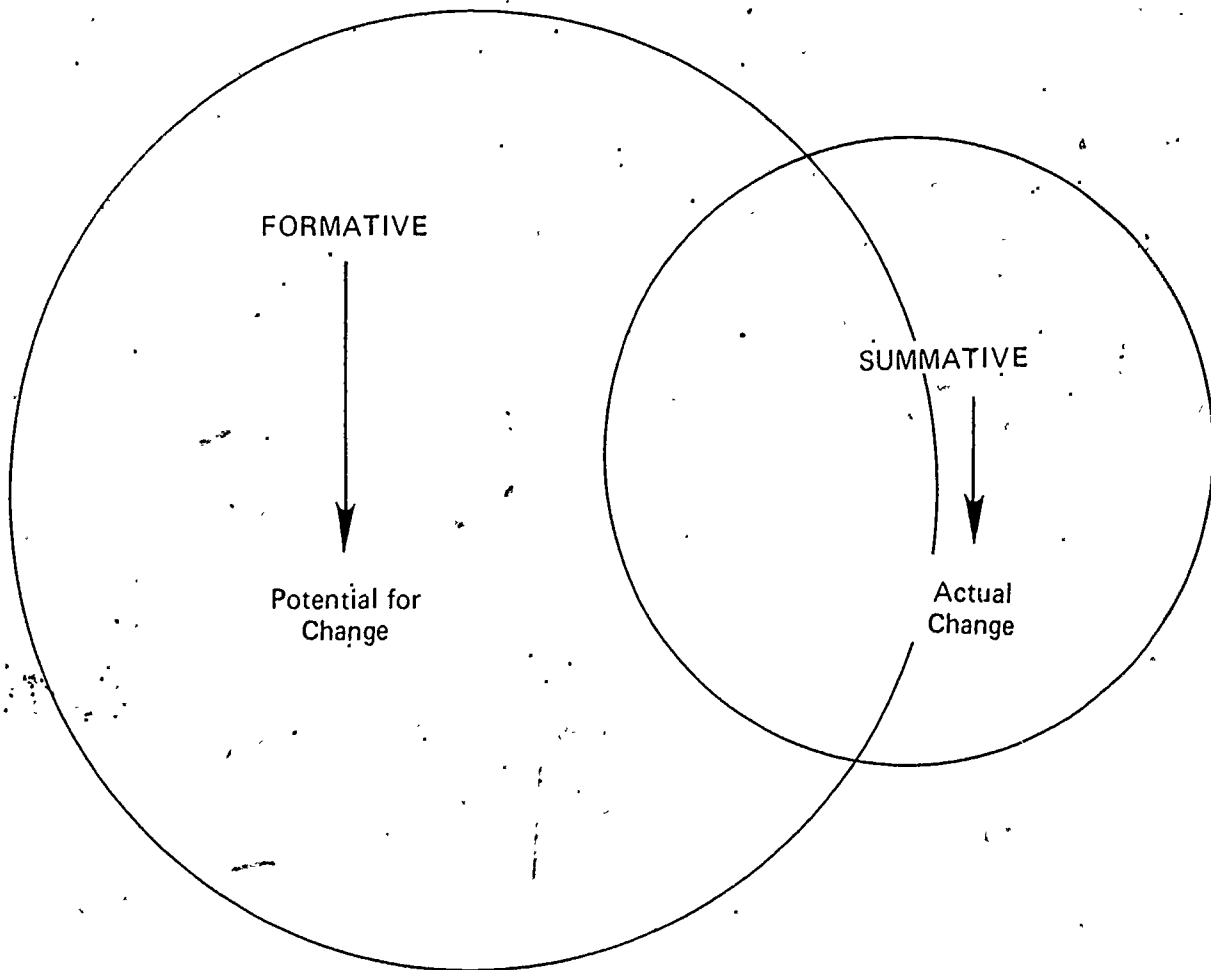 FORMATIVE
Potential for
Change
SUMMATIVE
Actual
Change